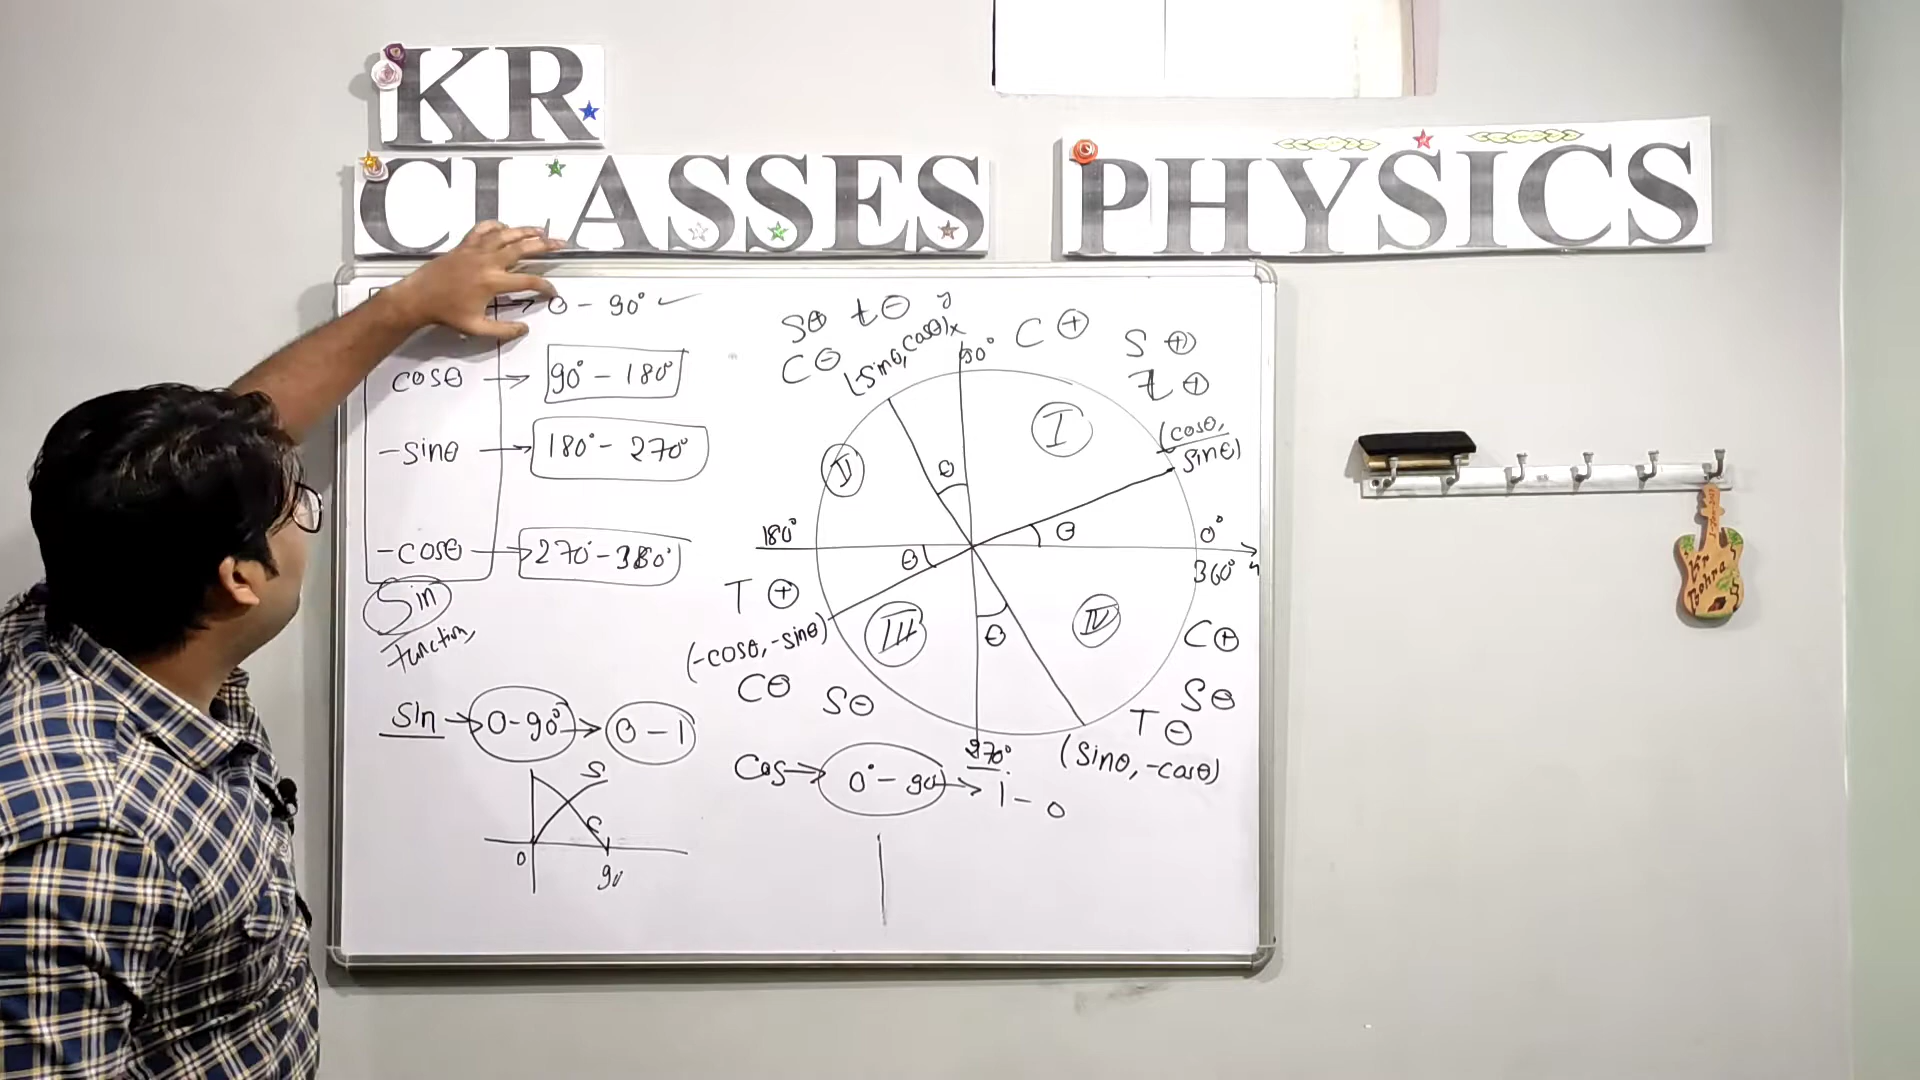 KR
CLASSES
PHYSICS
0 - 90°
cosθ → 90° - 180°
-sinθ → 180° - 270°
-cosθ → 270° - 360°
Sin
function
Sin → 0-90° → 0 - 1
S
C
0
90
S⊕ t⊖ y
C⊖
(-sinθ, cosθ)
90°
C ⊕
S ⊕
t ⊕
(cosθ,
sinθ)
I
II
θ
180°
θ
θ
0°
360°
T ⊕
III
IV
θ
(-cosθ, -sinθ)
C⊖ S⊖
C⊕
S⊖
T ⊖
270°
(sinθ, -cosθ)
Cos → 0° - 90 → 1 - 0